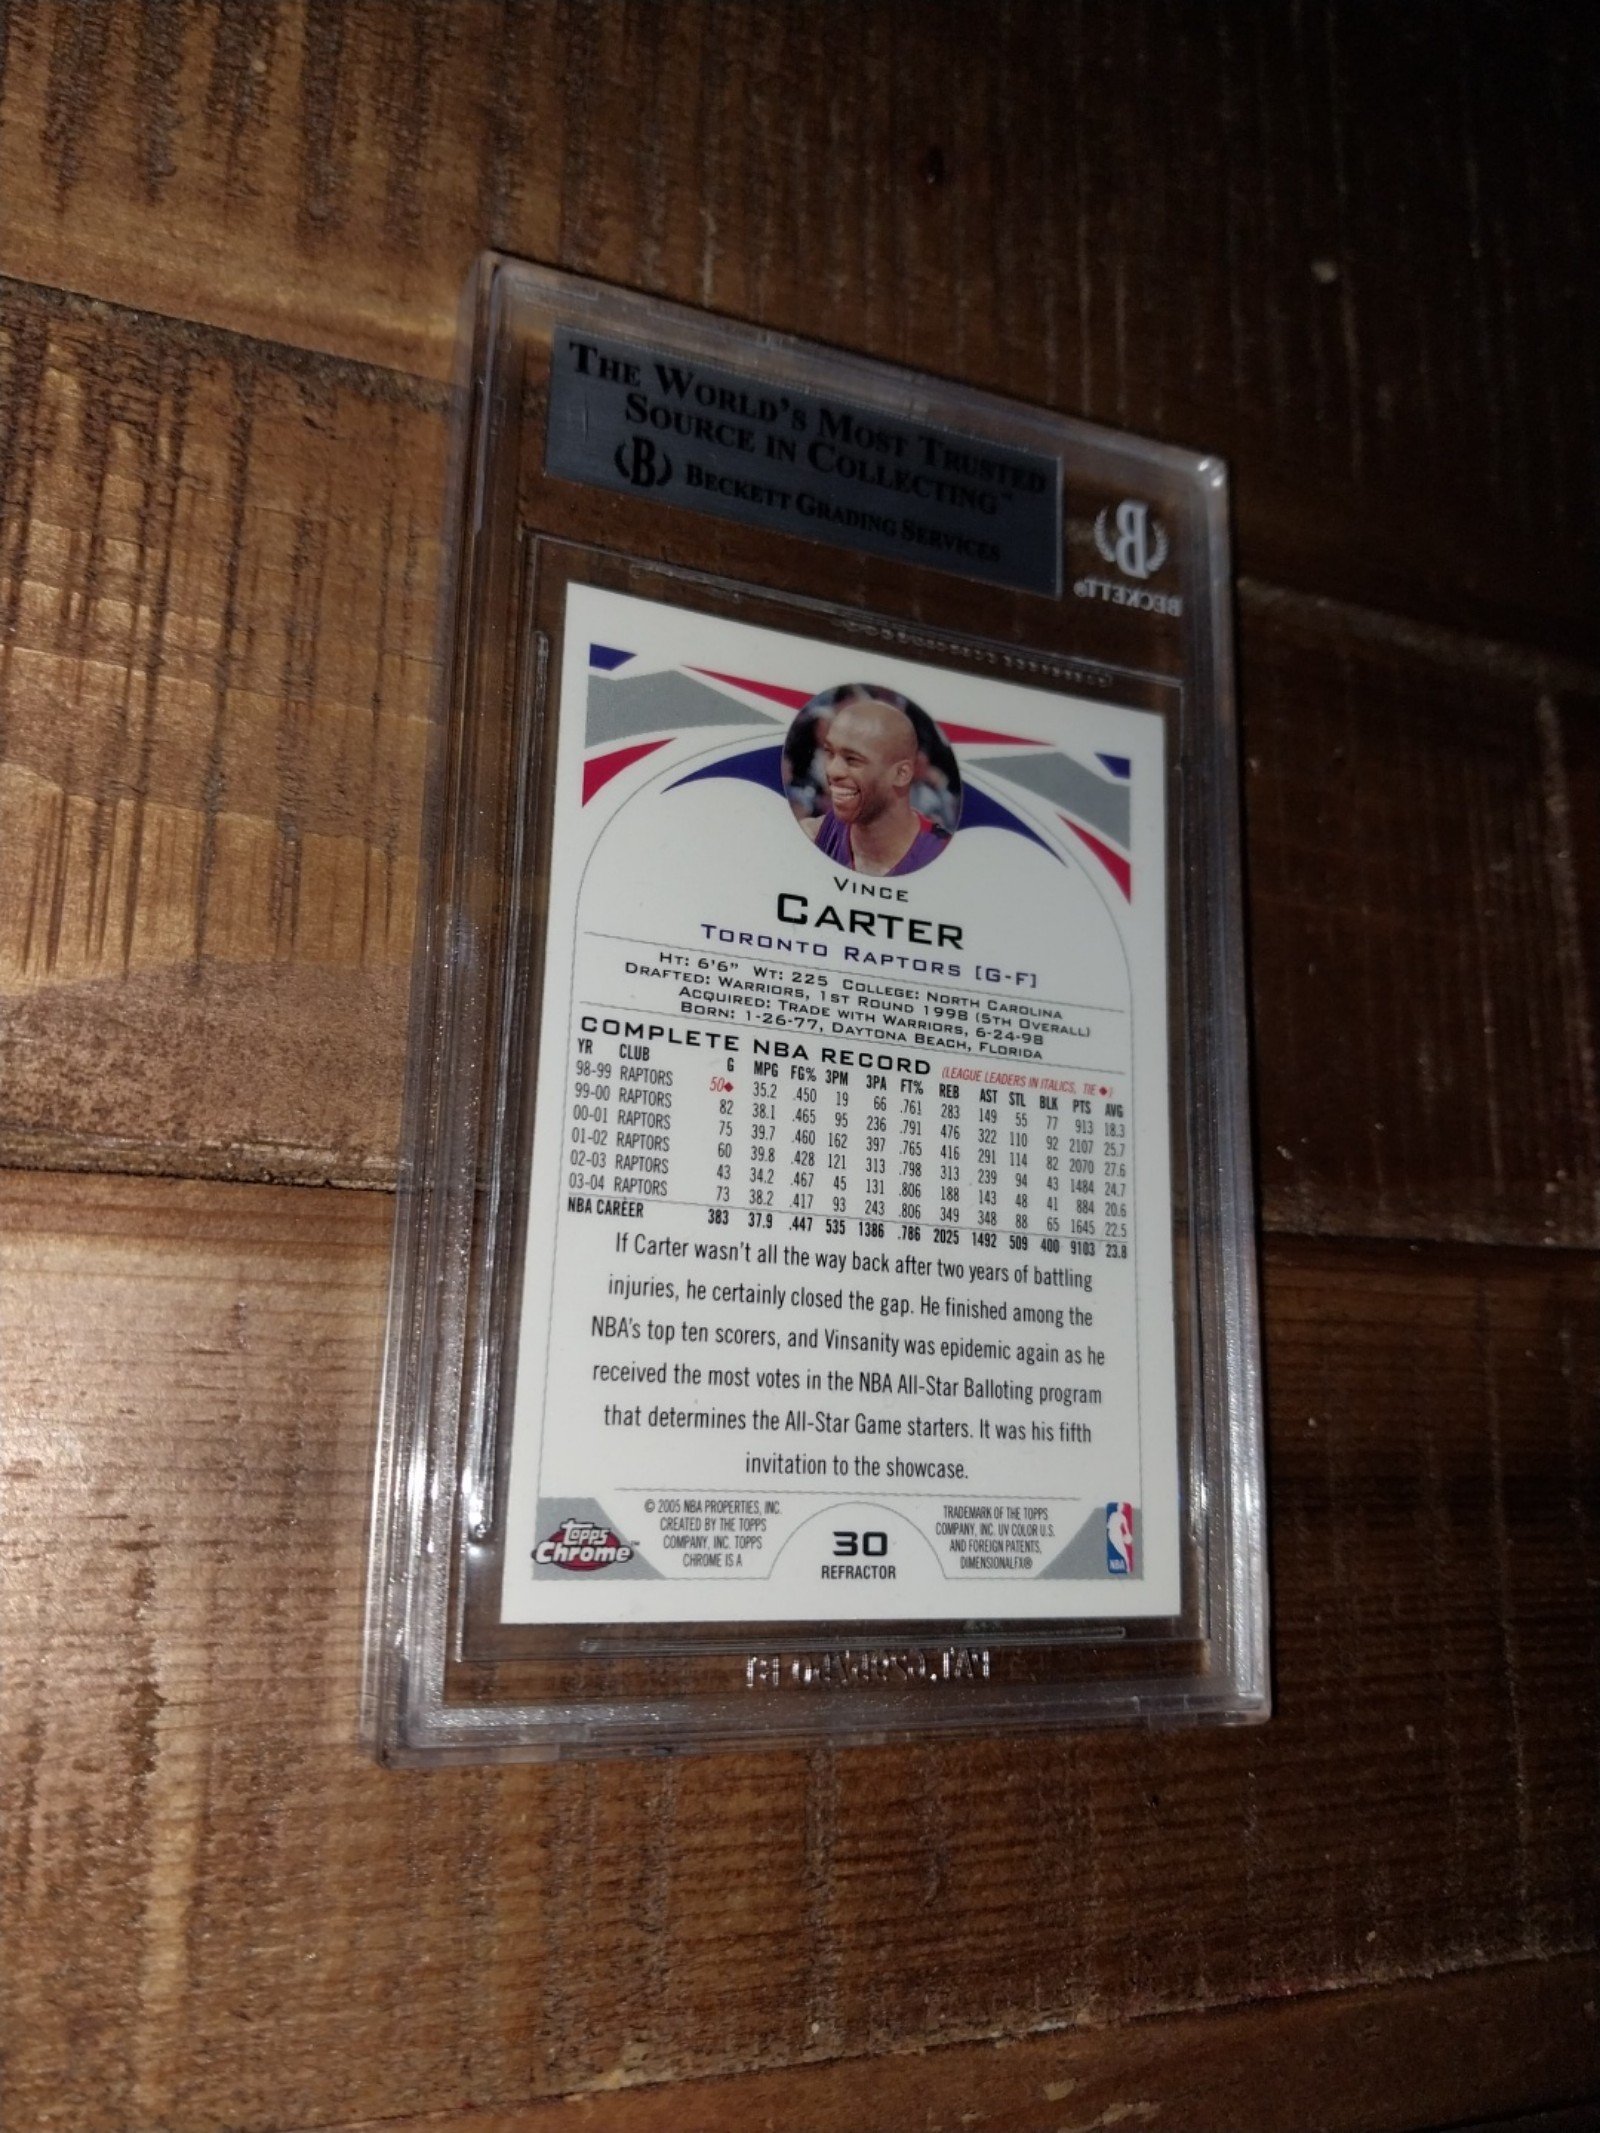 THE WORLD'S MOST TRUSTED
SOURCE IN COLLECTING™
B BECKETT GRADING SERVICES
B
BECKETT®
VINCE
CARTER
TORONTO RAPTORS [G-F]
HT: 6'6" WT: 225 COLLEGE: NORTH CAROLINA
DRAFTED: WARRIORS, 1ST ROUND 1998 (5TH OVERALL)
ACQUIRED: TRADE WITH WARRIORS, 6-24-98
BORN: 1-26-77, DAYTONA BEACH, FLORIDA
COMPLETE NBA RECORD (LEAGUE LEADERS IN ITALICS, TIE ◆)
YR CLUB G MPG FG% 3PM 3PA FT% REB AST STL BLK PTS AVG
98-99 RAPTORS 50◆ 35.2 .450 19 66 .761 283 149 55 77 913 18.3
99-00 RAPTORS 82 38.1 .465 95 236 .791 476 322 110 92 2107 25.7
00-01 RAPTORS 75 39.7 .460 162 397 .765 416 291 114 82 2070 27.6
01-02 RAPTORS 60 39.8 .428 121 313 .798 313 239 94 43 1484 24.7
02-03 RAPTORS 43 34.2 .467 45 131 .806 188 143 48 41 884 20.6
03-04 RAPTORS 73 38.2 .417 93 243 .806 349 348 88 65 1645 22.5
NBA CAREER 383 37.9 .447 535 1386 .786 2025 1492 509 400 9103 23.8
If Carter wasn't all the way back after two years of battling
injuries, he certainly closed the gap. He finished among the
NBA's top ten scorers, and Vinsanity was epidemic again as he
received the most votes in the NBA All-Star Balloting program
that determines the All-Star Game starters. It was his fifth
invitation to the showcase.
Topps
Chrome™
© 2005 NBA PROPERTIES, INC.
CREATED BY THE TOPPS
COMPANY, INC. TOPPS
CHROME IS A
30
REFRACTOR
TRADEMARK OF THE TOPPS
COMPANY, INC. UV COLOR U.S.
AND FOREIGN PATENTS,
DIMENSIONALFX®
NBA